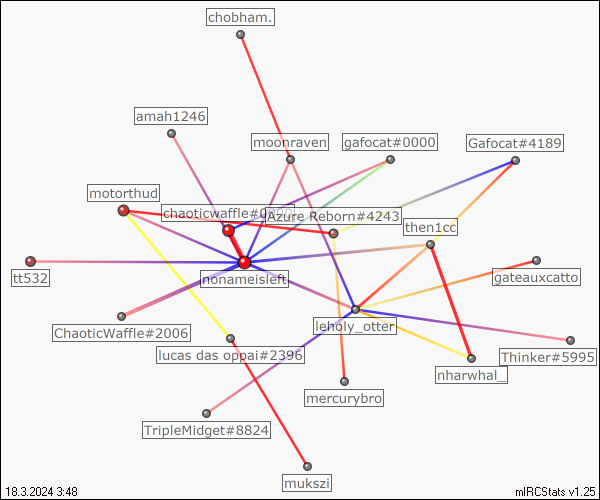 chobham.
amah1246
moonraven
gafocat#0000
Gafocat#4189
motorthud
chaoticwaffle#0000
Azure Reborn#4243
then1cc
tt532
nonameisleft
gateauxcatto
ChaoticWaffle#2006
leholy_otter
lucas das oppai#2396
Thinker#5995
nharwhal_
mercurybro
TripleMidget#8824
mukszi
18.3.2024 3:48
mIRCStats v1.25